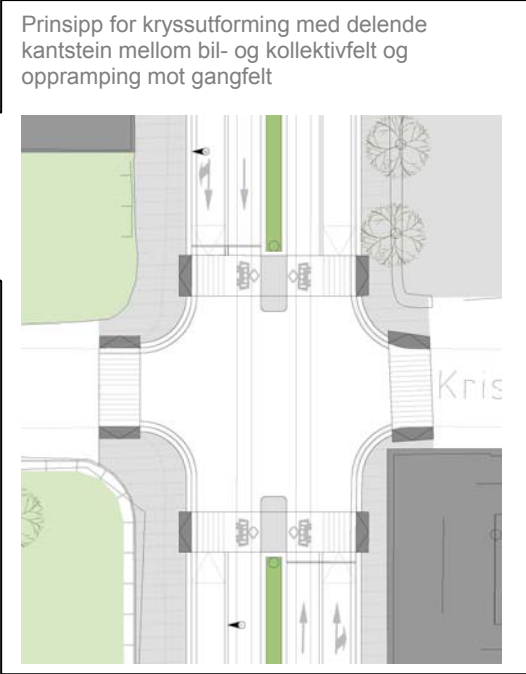 Prinsipp for kryssutforming med delende
kantstein mellom bil- og kollektivfelt og
oppramping mot gangfelt
Kris